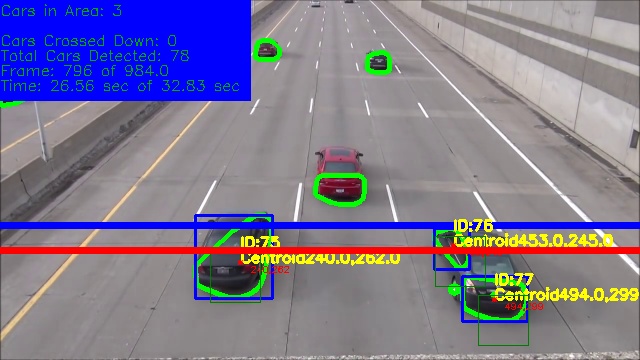 Cars in Area: 3
Cars Crossed Down: 0
Total Cars Detected: 78
Frame: 796 of 984.0
Time: 26.56 sec of 32.83 sec
ID:76
Centroid453.0,245.0
ID:75
Centroid240.0,262.0
ID:77
Centroid494.0,299